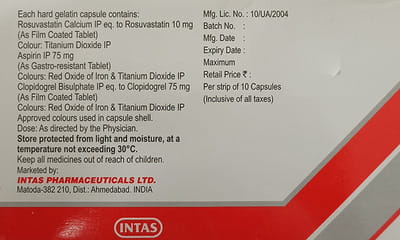 Each hard gelatin capsule contains:
Rosuvastatin Calcium IP eq. to Rosuvastatin 10 mg
(As Film Coated Tablet)
Colour: Titanium Dioxide IP
Aspirin IP 75 mg
(As Gastro-resistant Tablet)
Colours: Red Oxide of Iron & Titanium Dioxide IP
Clopidogrel Bisulphate IP eq. to Clopidogrel 75 mg
(As Film Coated Tablet)
Colours: Red Oxide of Iron & Titanium Dioxide IP
Approved colours used in capsule shell.
Dose: As directed by the Physician.
Store protected from light and moisture, at a
temperature not exceeding 30°C.
Keep all medicines out of reach of children.
Marketed by:
INTAS PHARMACEUTICALS LTD.
Matoda-382 210, Dist.: Ahmedabad. INDIA
Mfg. Lic. No. : 10/UA/2004
Batch No. :
Mfg. Date :
Expiry Date :
Maximum
Retail Price ₹ :
Per strip of 10 Capsules
(Inclusive of all taxes)
INTAS